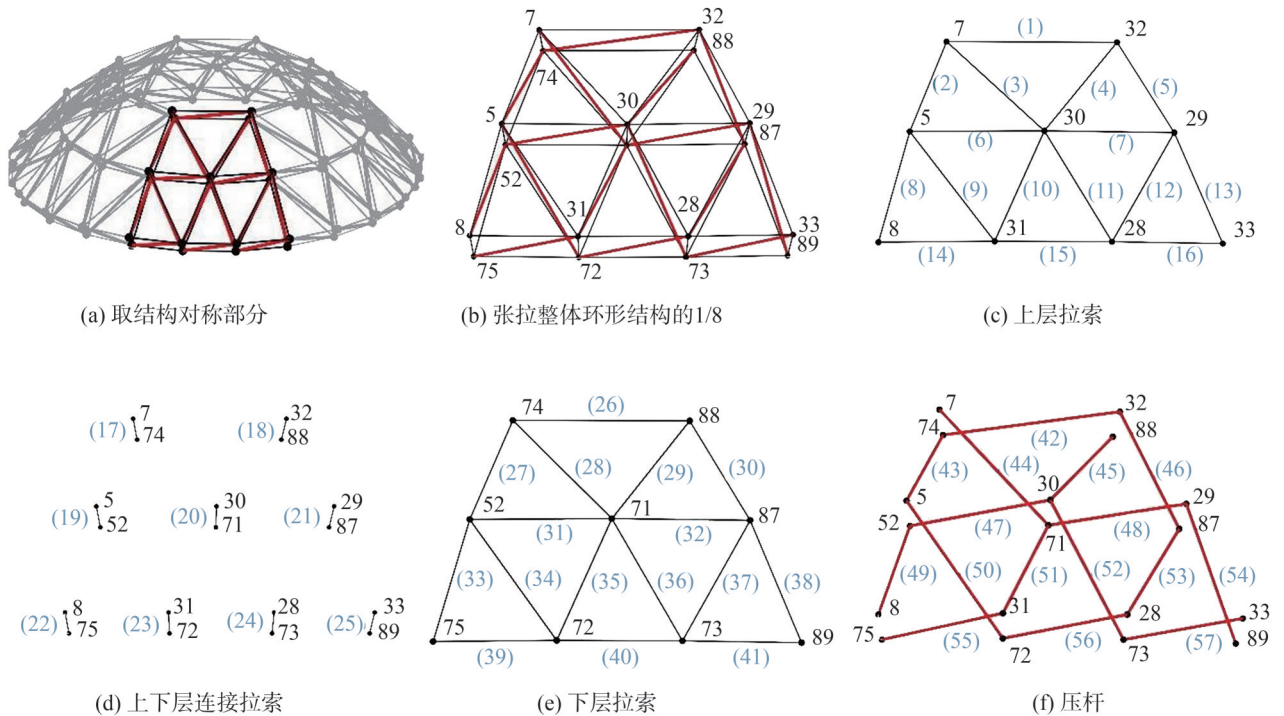 7 32
88
74
30
29
87
5
52
31 28
8
33
89
75 72 73
7 (1) 32
(2) (3) (4) (5)
5 30 29
(6) (7)
(8) (9) (10) (11) (12) (13)
8 31 28 33
(14) (15) (16)
(a) 取结构对称部分
(b) 张拉整体环形结构的1/8
(c) 上层拉索
(17) 7
74
(18) 32
88
(19) 5
52
(20) 30
71
(21) 29
87
(22) 8
75
(23) 31
72
(24) 28
73
(25) 33
89
74 (26) 88
(27) (28) (29) (30)
52 71 87
(31) (32)
(33) (34) (35) (36) (37) (38)
75 72 73 89
(39) (40) (41)
7 32
74 (42) 88
(43) (44) (45) (46)
5 30 29
52 (47) (48) 87
71
(49) (50) (51) (52) (53) (54)
8 31 28 33
75 (55) (56) (57) 89
72 73
(d) 上下层连接拉索
(e) 下层拉索
(f) 压杆